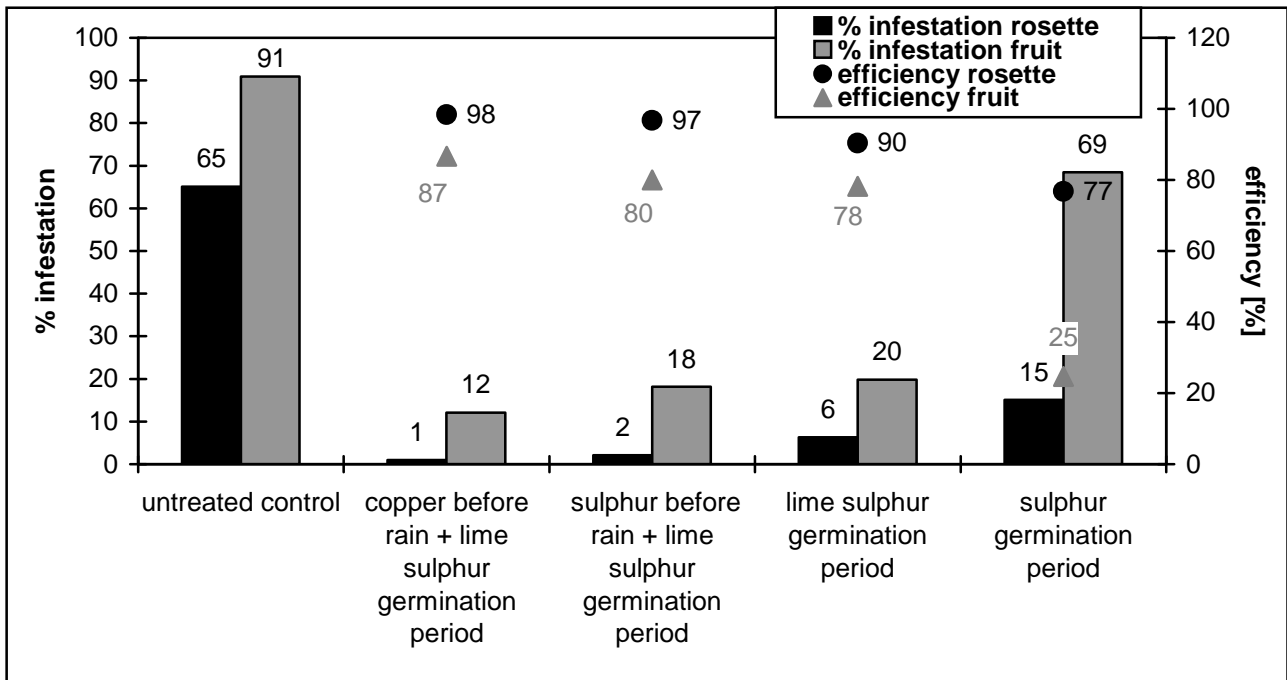 % infestation rosette
% infestation fruit
efficiency rosette
efficiency fruit
% infestation
100
90
80
70
60
50
40
30
20
10
0
65
91
98
87
1
12
97
80
2
18
90
78
6
20
69
77
25
15
120
100
80
60
40
20
0
efficiency [%]
untreated control
copper before
rain + lime
sulphur
germination
period
sulphur before
rain + lime
sulphur
germination
period
lime sulphur
germination
period
sulphur
germination
period